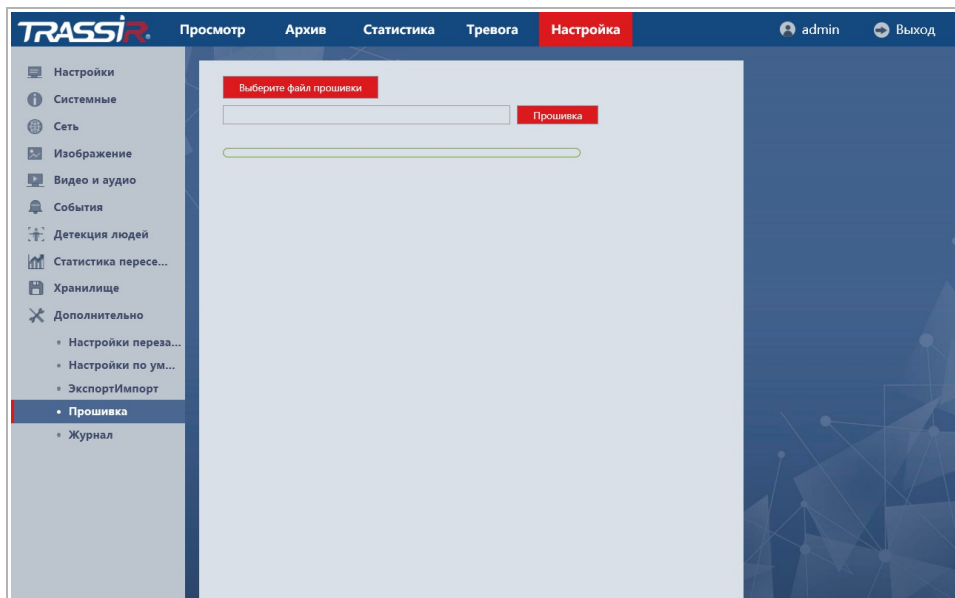 TRASSIR
Просмотр Архив Статистика Тревога Настройка admin Выход
Настройки
Системные
Сеть
Изображение
Видео и аудио
События
Детекция людей
Статистика пересе...
Хранилище
Дополнительно
Настройки переза...
Настройки по ум...
ЭкспортИмпорт
Прошивка
Журнал
Выберите файл прошивки
Прошивка